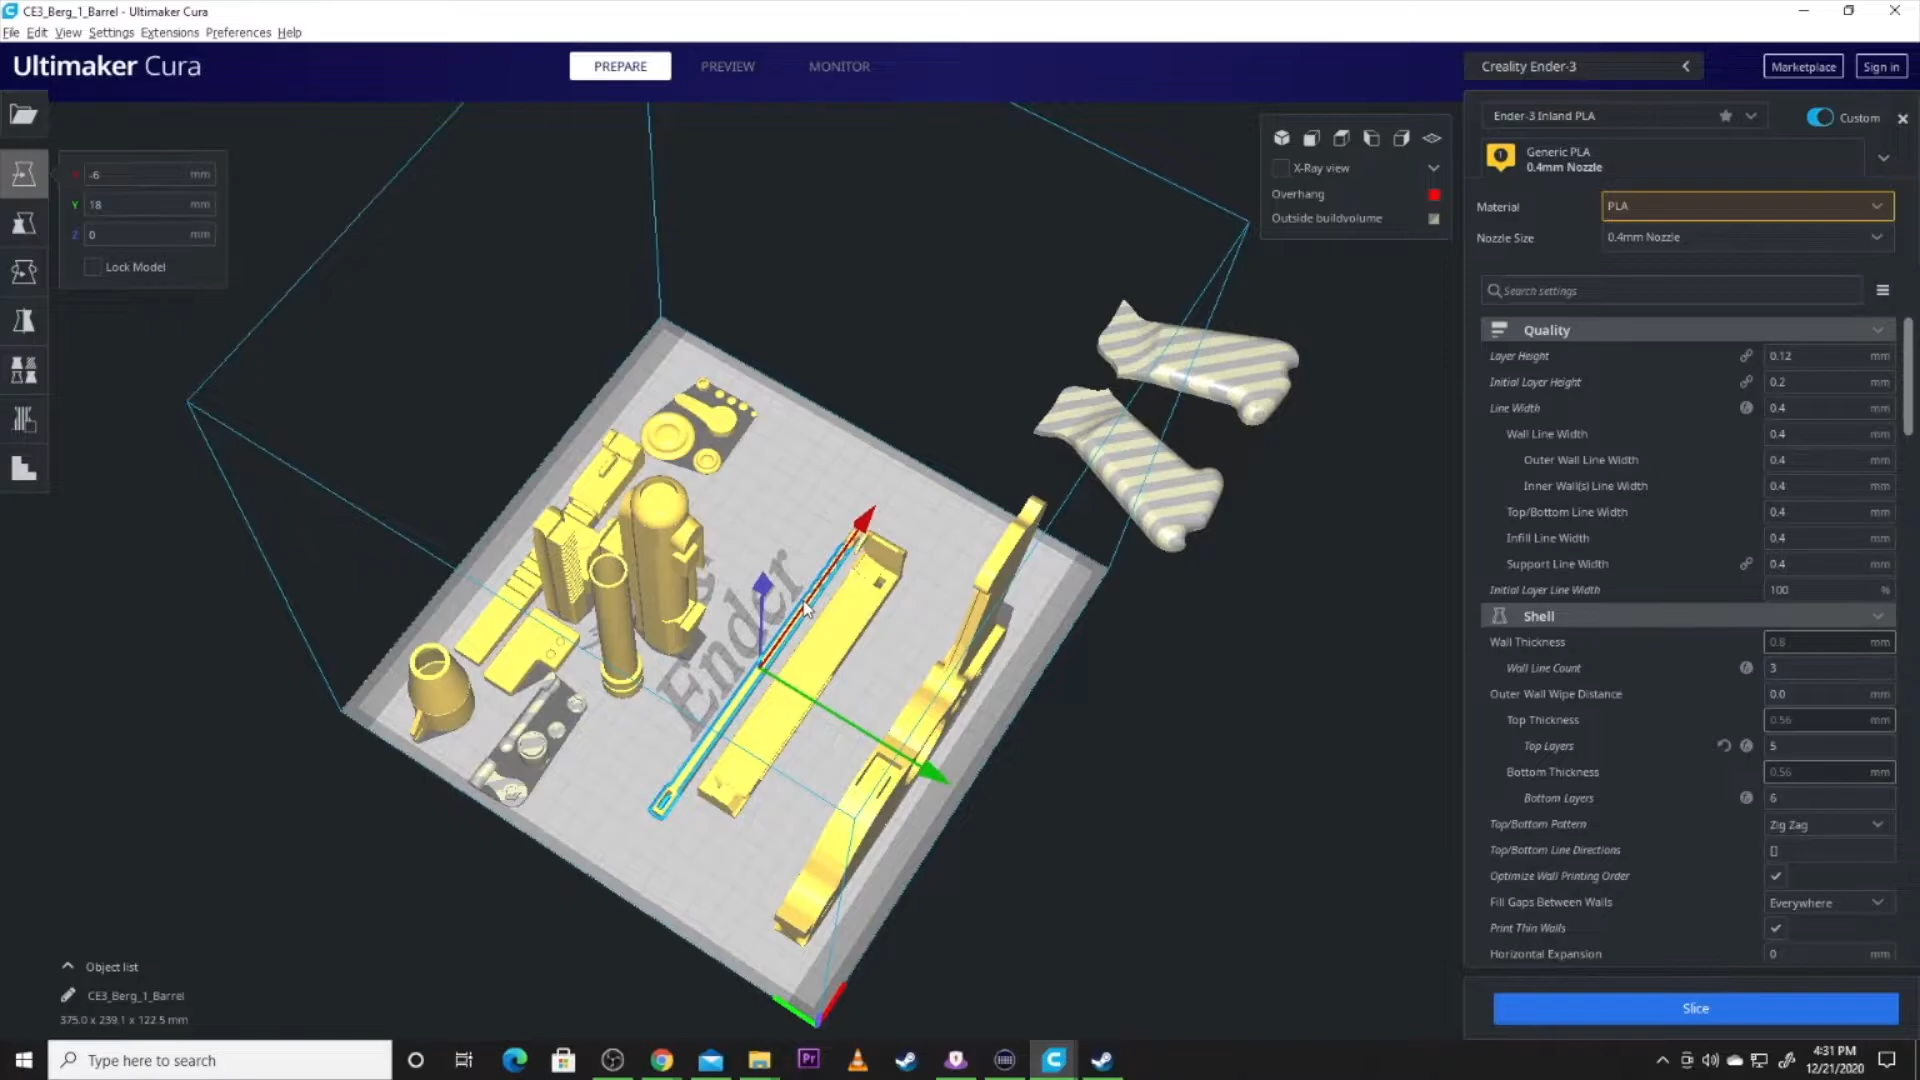 CE3_Berg_1_Barrel - Ultimaker Cura
File Edit View Settings Extensions Preferences Help
Ultimaker Cura
PREPARE
PREVIEW
MONITOR
Creality Ender-3
Marketplace
Sign in
X -6 mm
Y 18 mm
Z 0 mm
Lock Model
X-Ray view
Overhang
Outside buildvolume
Ender-3 Inland PLA
Custom
1
Generic PLA
0.4mm Nozzle
Material PLA
Nozzle Size 0.4mm Nozzle
Search settings
Quality
Layer Height 0.12 mm
Initial Layer Height 0.2 mm
Line Width 0.4 mm
Wall Line Width 0.4 mm
Outer Wall Line Width 0.4 mm
Inner Wall(s) Line Width 0.4 mm
Top/Bottom Line Width 0.4 mm
Infill Line Width 0.4 mm
Support Line Width 0.4 mm
Initial Layer Line Width 100 %
Shell
Wall Thickness 0.8 mm
Wall Line Count 3
Outer Wall Wipe Distance 0.0 mm
Top Thickness 0.56 mm
Top Layers 5
Bottom Thickness 0.56 mm
Bottom Layers 6
Top/Bottom Pattern Zig Zag
Top/Bottom Line Directions []
Optimize Wall Printing Order
Fill Gaps Between Walls Everywhere
Print Thin Walls
Horizontal Expansion 0 mm
Ender
Object list
CE3_Berg_1_Barrel
375.0 x 239.1 x 122.5 mm
Slice
Type here to search
Pr
4:31 PM
12/21/2020